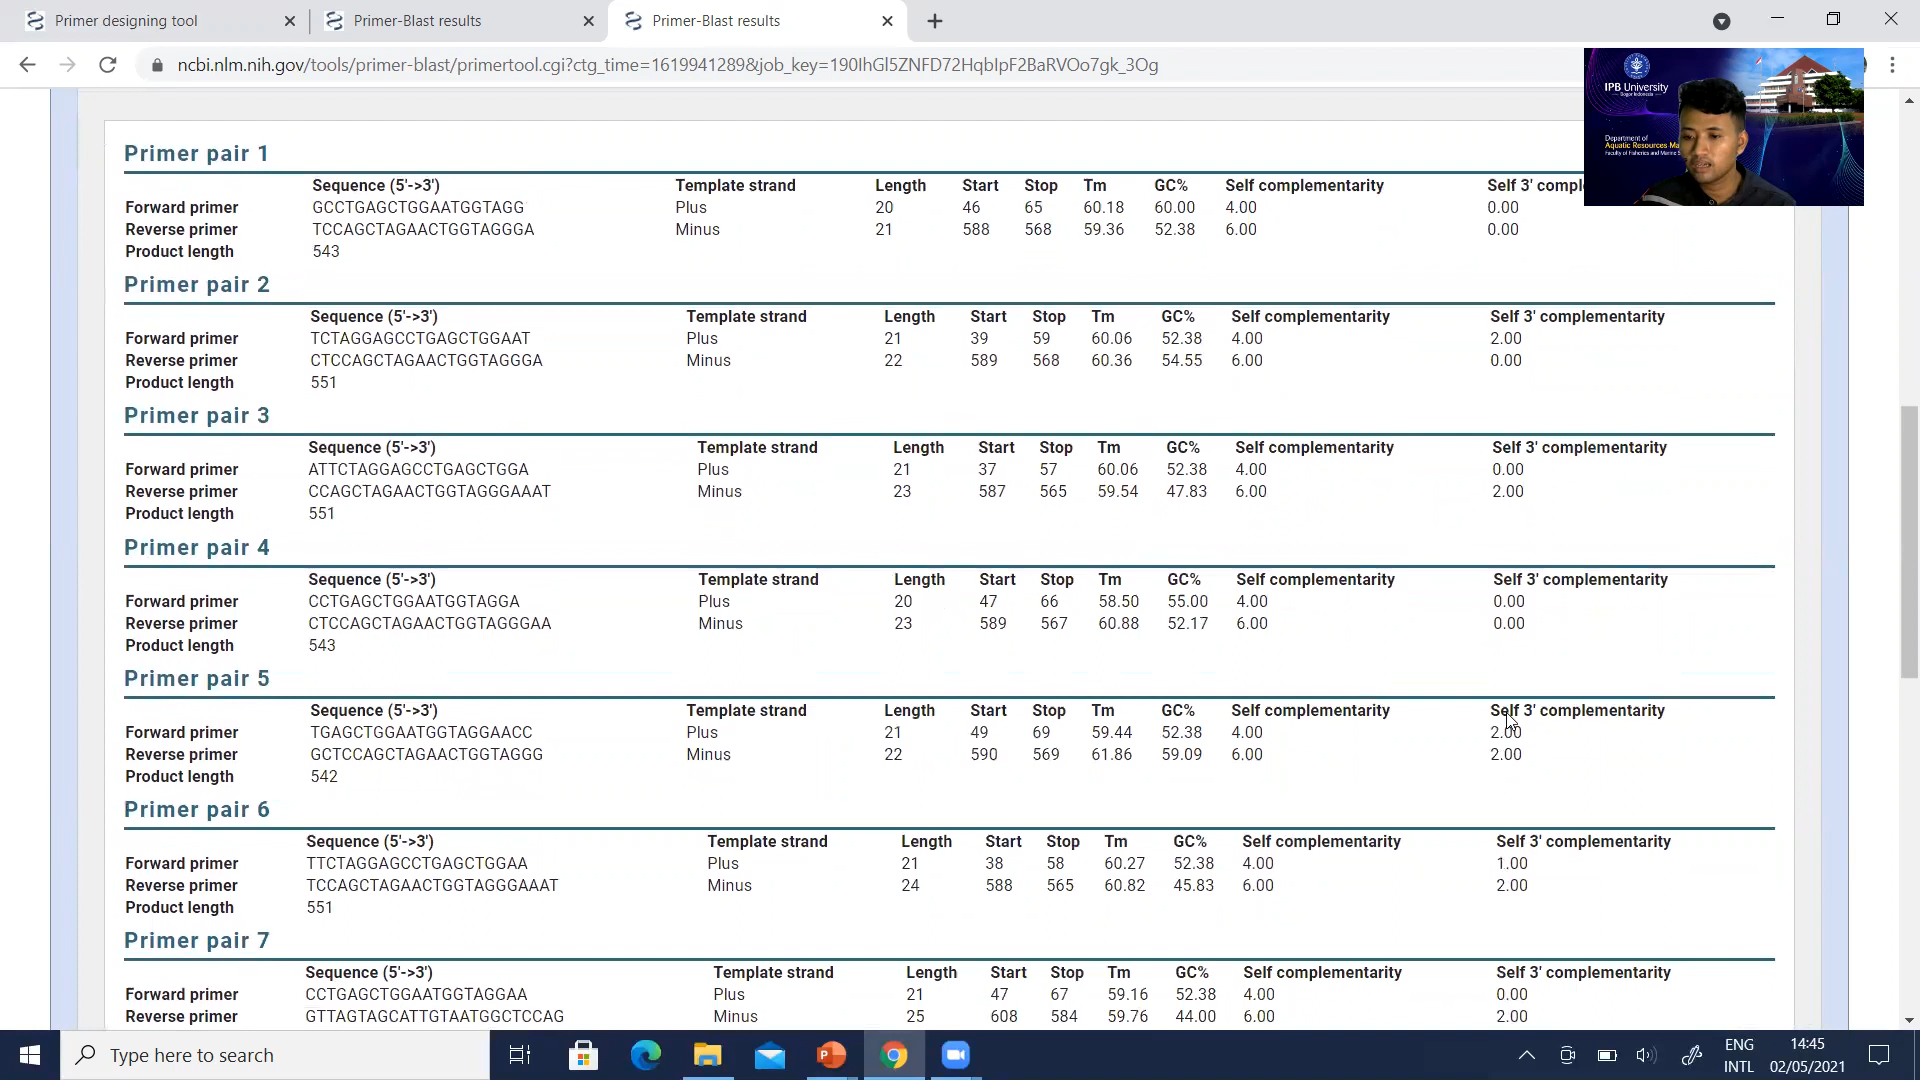 Primer designing tool
Primer-Blast results
Primer-Blast results
ncbi.nlm.nih.gov/tools/primer-blast/primertool.cgi?ctg_time=1619941289&job_key=190IhGl5ZNFD72HqbIpF2BaRVOo7gk_3Og
IPB University
Bogor Indonesia
Department of
Aquatic Resources Ma
Faculty of Fisheries and Marine S
Primer pair 1
Sequence (5'->3') Template strand Length Start Stop Tm GC% Self complementarity Self 3' compl
Forward primer GCCTGAGCTGGAATGGTAGG Plus 20 46 65 60.18 60.00 4.00 0.00
Reverse primer TCCAGCTAGAACTGGTAGGGA Minus 21 588 568 59.36 52.38 6.00 0.00
Product length 543
Primer pair 2
Sequence (5'->3') Template strand Length Start Stop Tm GC% Self complementarity Self 3' complementarity
Forward primer TCTAGGAGCCTGAGCTGGAAT Plus 21 39 59 60.06 52.38 4.00 2.00
Reverse primer CTCCAGCTAGAACTGGTAGGGA Minus 22 589 568 60.36 54.55 6.00 0.00
Product length 551
Primer pair 3
Sequence (5'->3') Template strand Length Start Stop Tm GC% Self complementarity Self 3' complementarity
Forward primer ATTCTAGGAGCCTGAGCTGGA Plus 21 37 57 60.06 52.38 4.00 0.00
Reverse primer CCAGCTAGAACTGGTAGGGAAAT Minus 23 587 565 59.54 47.83 6.00 2.00
Product length 551
Primer pair 4
Sequence (5'->3') Template strand Length Start Stop Tm GC% Self complementarity Self 3' complementarity
Forward primer CCTGAGCTGGAATGGTAGGA Plus 20 47 66 58.50 55.00 4.00 0.00
Reverse primer CTCCAGCTAGAACTGGTAGGGAA Minus 23 589 567 60.88 52.17 6.00 0.00
Product length 543
Primer pair 5
Sequence (5'->3') Template strand Length Start Stop Tm GC% Self complementarity Self 3' complementarity
Forward primer TGAGCTGGAATGGTAGGAACC Plus 21 49 69 59.44 52.38 4.00 2.00
Reverse primer GCTCCAGCTAGAACTGGTAGGG Minus 22 590 569 61.86 59.09 6.00 2.00
Product length 542
Primer pair 6
Sequence (5'->3') Template strand Length Start Stop Tm GC% Self complementarity Self 3' complementarity
Forward primer TTCTAGGAGCCTGAGCTGGAA Plus 21 38 58 60.27 52.38 4.00 1.00
Reverse primer TCCAGCTAGAACTGGTAGGGAAAT Minus 24 588 565 60.82 45.83 6.00 2.00
Product length 551
Primer pair 7
Sequence (5'->3') Template strand Length Start Stop Tm GC% Self complementarity Self 3' complementarity
Forward primer CCTGAGCTGGAATGGTAGGAA Plus 21 47 67 59.16 52.38 4.00 0.00
Reverse primer GTTAGTAGCATTGTAATGGCTCCAG Minus 25 608 584 59.76 44.00 6.00 2.00
Type here to search
ENG
INTL
14:45
02/05/2021